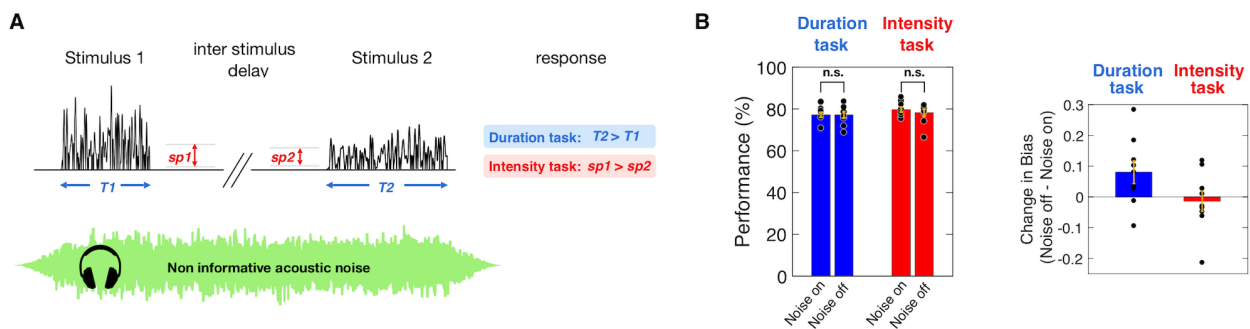 A
Stimulus 1
inter stimulus
delay
Stimulus 2
response
sp1
sp2
Duration task: T2 > T1
Intensity task: sp1 > sp2
T1
T2
Non informative acoustic noise
B
Duration
task
Intensity
task
Performance (%)
100
80
60
40
20
0
n.s.
n.s.
Noise on
Noise off
Noise on
Noise off
Duration
task
Intensity
task
Change in Bias
(Noise off - Noise on)
0.3
0.2
0.1
0
-0.1
-0.2